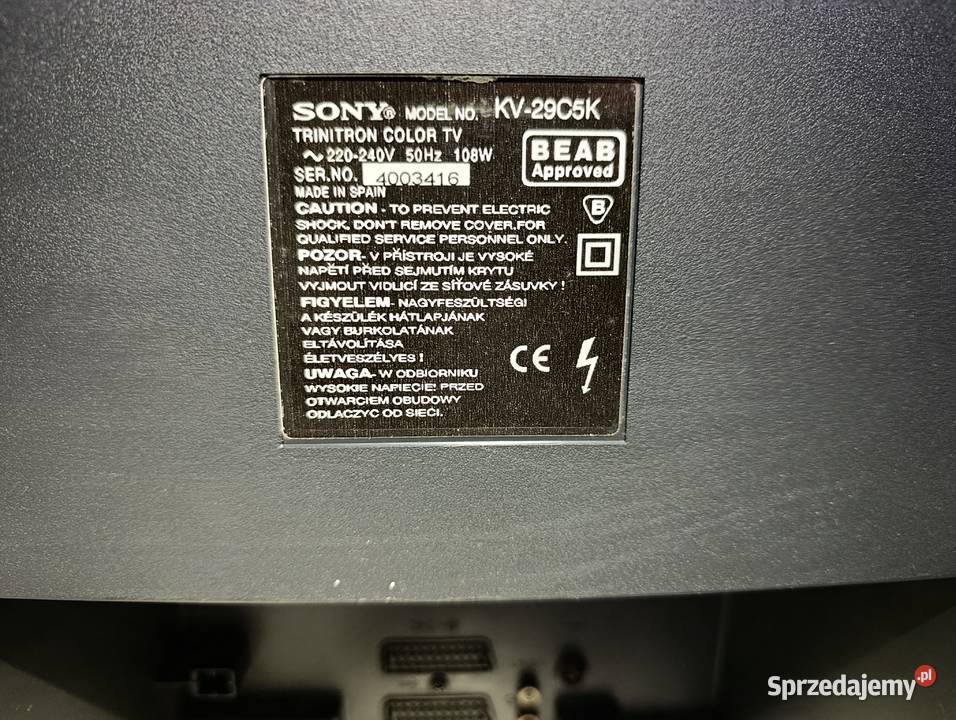 SONY® MODEL NO. KV-29C5K
TRINITRON COLOR TV
~ 220-240V 50Hz 108W
SER.NO. 4003416
MADE IN SPAIN
BEAB
Approved
B
CAUTION - TO PREVENT ELECTRIC
SHOCK, DON'T REMOVE COVER.FOR
QUALIFIED SERVICE PERSONNEL ONLY.
POZOR - V PŘÍSTROJI JE VYSOKÉ
NAPĚTÍ PŘED SEJMUTÍM KRYTU
VYJMOUT VIDLICÍ ZE SÍŤOVÉ ZÁSUVKY !
FIGYELEM - NAGYFESZÜLTSÉGI
A KÉSZÜLÉK HÁTLAPJÁNAK
VAGY BURKOLATÁNAK
ELTÁVOLÍTÁSA
ÉLETVESZÉLYES !
UWAGA - W ODBIORNIKU
WYSOKIE NAPIECIE: PRZED
OTWARCIEM OBUDOWY
ODLACZYC OD SIECI.
CE
Sprzedajemy.pl